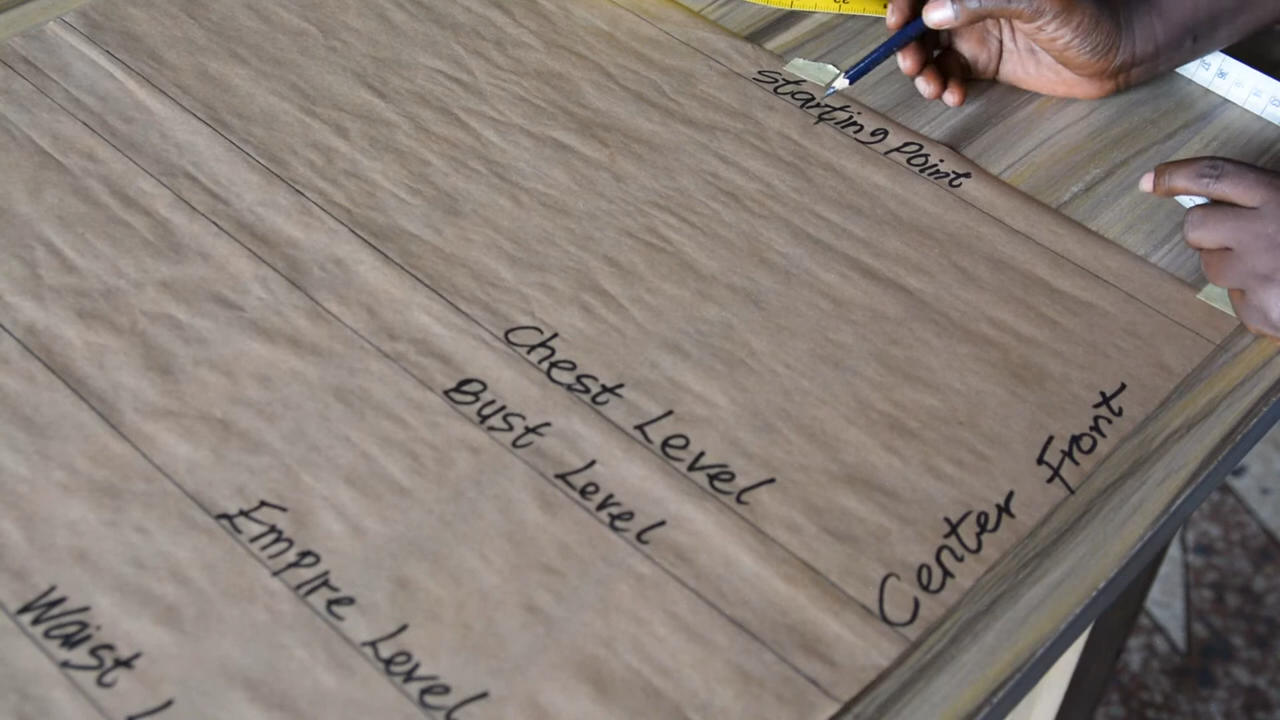 starting point
Chest Level
Bust Level
Center Front
Empire Level
Waist L